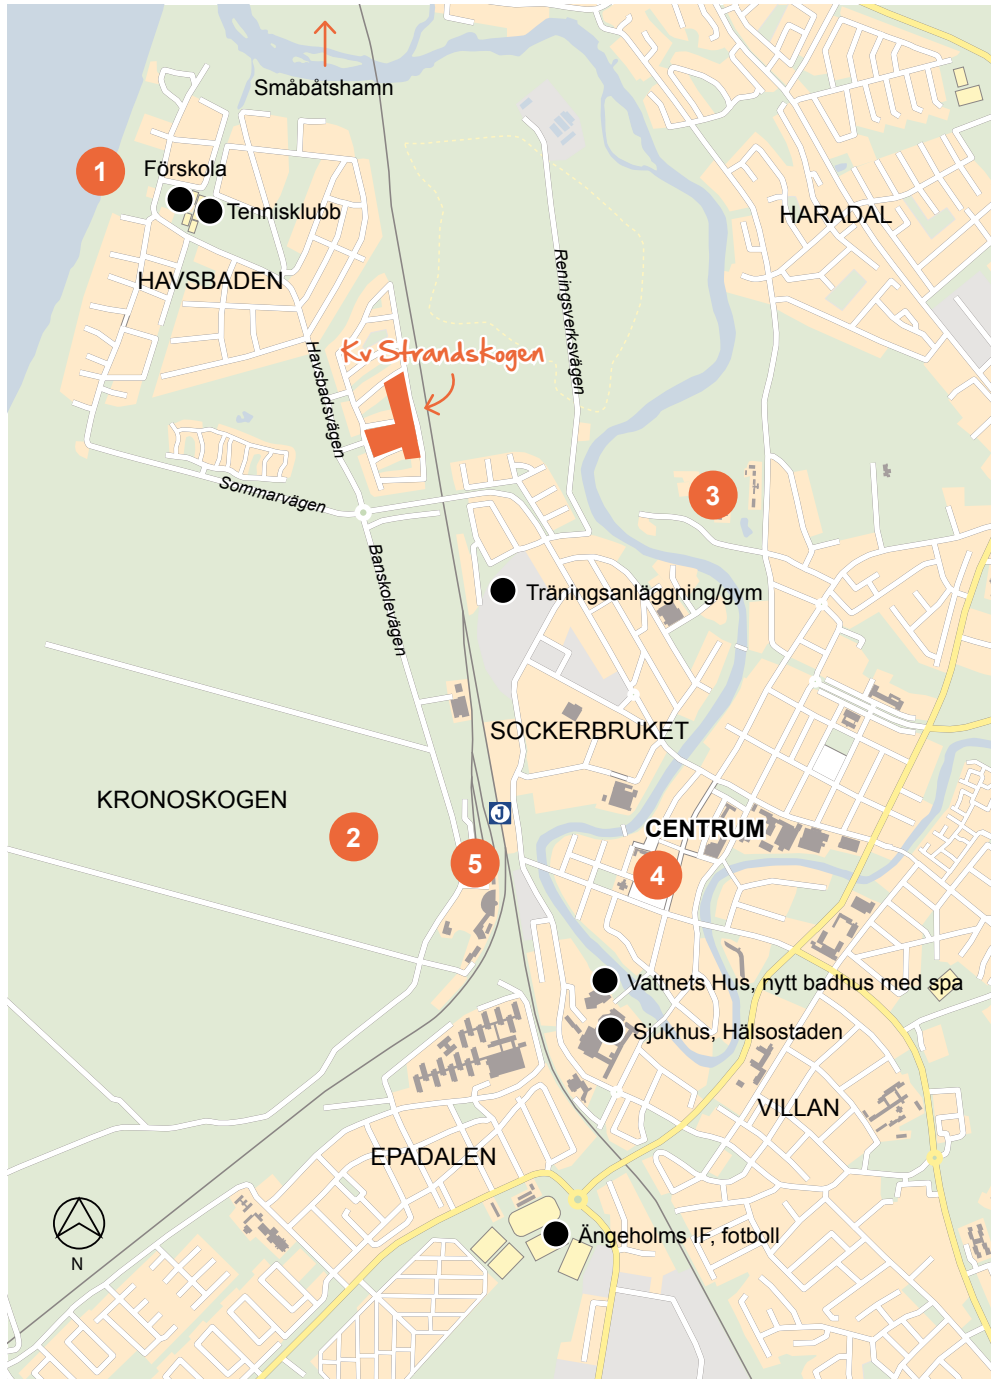 Småbåtshamn
1
Förskola
Tennisklubb
HARADAL
HAVSBADEN
Reningsverksvägen
Kv Strandskogen
Havsbadsvägen
Sommarvägen
3
Banskolevägen
Träningsanläggning/gym
SOCKERBRUKET
KRONOSKOGEN
J
CENTRUM
2
5
4
Vattnets Hus, nytt badhus med spa
Sjukhus, Hälsostaden
VILLAN
EPADALEN
Ängeholms IF, fotboll
N